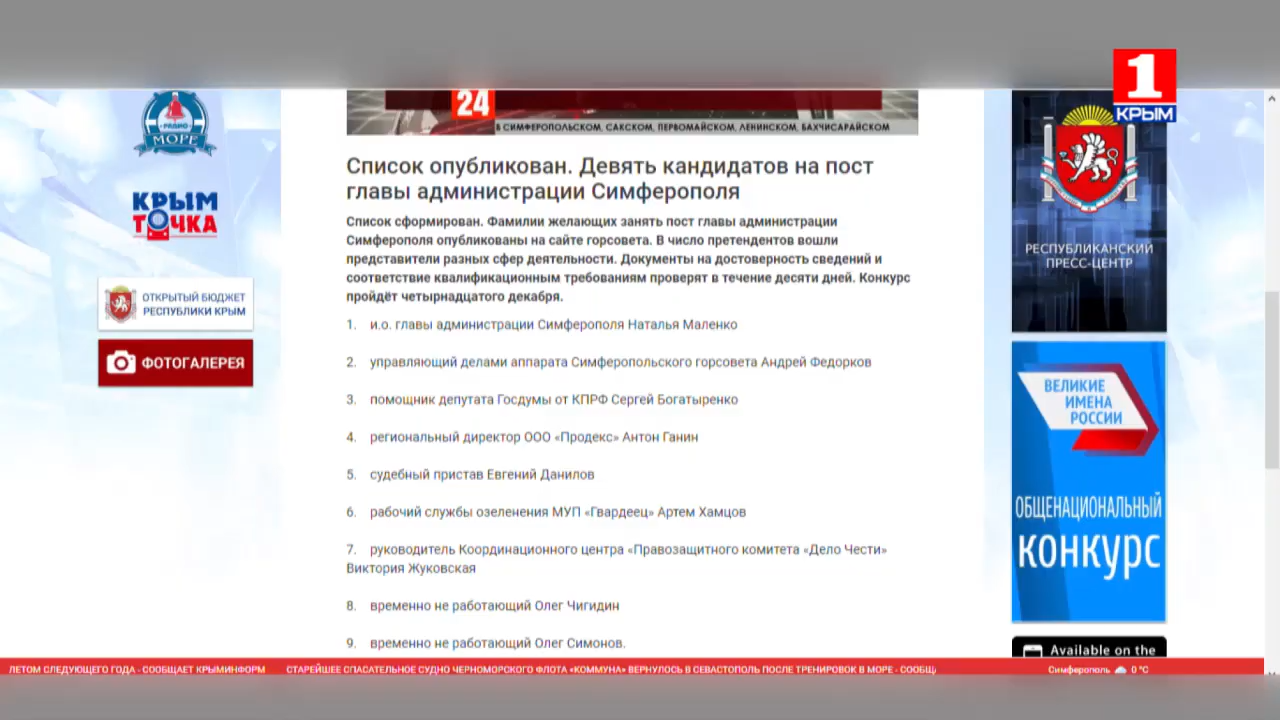 1
КРЫМ
24
В СИМФЕРОПОЛЬСКОМ, САКСКОМ, ПЕРВОМАЙСКОМ, ЛЕНИНСКОМ, БАХЧИСАРАЙСКОМ
РАДИО
МОРЕ
КРЫМ
ТОЧКА
ОТКРЫТЫЙ БЮДЖЕТ
РЕСПУБЛИКИ КРЫМ
ФОТОГАЛЕРЕЯ
Список опубликован. Девять кандидатов на пост
главы администрации Симферополя
Список сформирован. Фамилии желающих занять пост главы администрации
Симферополя опубликованы на сайте горсовета. В число претендентов вошли
представители разных сфер деятельности. Документы на достоверность сведений и
соответствие квалификационным требованиям проверят в течение десяти дней. Конкурс
пройдёт четырнадцатого декабря.
1. и.о. главы администрации Симферополя Наталья Маленко
2. управляющий делами аппарата Симферопольского горсовета Андрей Федорков
3. помощник депутата Госдумы от КПРФ Сергей Богатыренко
4. региональный директор ООО «Продекс» Антон Ганин
5. судебный пристав Евгений Данилов
6. рабочий службы озеленения МУП «Гвардеец» Артем Хамцов
7. руководитель Координационного центра «Правозащитного комитета «Дело Чести»
Виктория Жуковская
8. временно не работающий Олег Чигидин
9. временно не работающий Олег Симонов.
РЕСПУБЛИКАНСКИЙ
ПРЕСС-ЦЕНТР
ВЕЛИКИЕ
ИМЕНА
РОССИИ
ОБЩЕНАЦИОНАЛЬНЫЙ
конкурс
Available on the
ЛЕТОМ СЛЕДУЮЩЕГО ГОДА - СООБЩАЕТ КРЫМИНФОРМ СТАРЕЙШЕЕ СПАСАТЕЛЬНОЕ СУДНО ЧЕРНОМОРСКОГО ФЛОТА «КОММУНА» ВЕРНУЛОСЬ В СЕВАСТОПОЛЬ ПОСЛЕ ТРЕНИРОВОК В МОРЕ - СООБЩ
Симферополь 0 °C